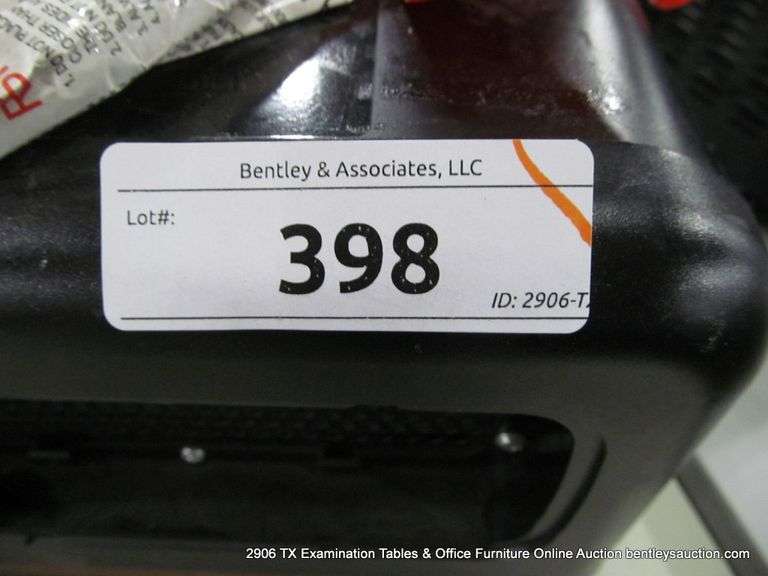 Bentley & Associates, LLC
Lot#:
398
ID: 2906-T
2906 TX Examination Tables & Office Furniture Online Auction bentleysauction.com